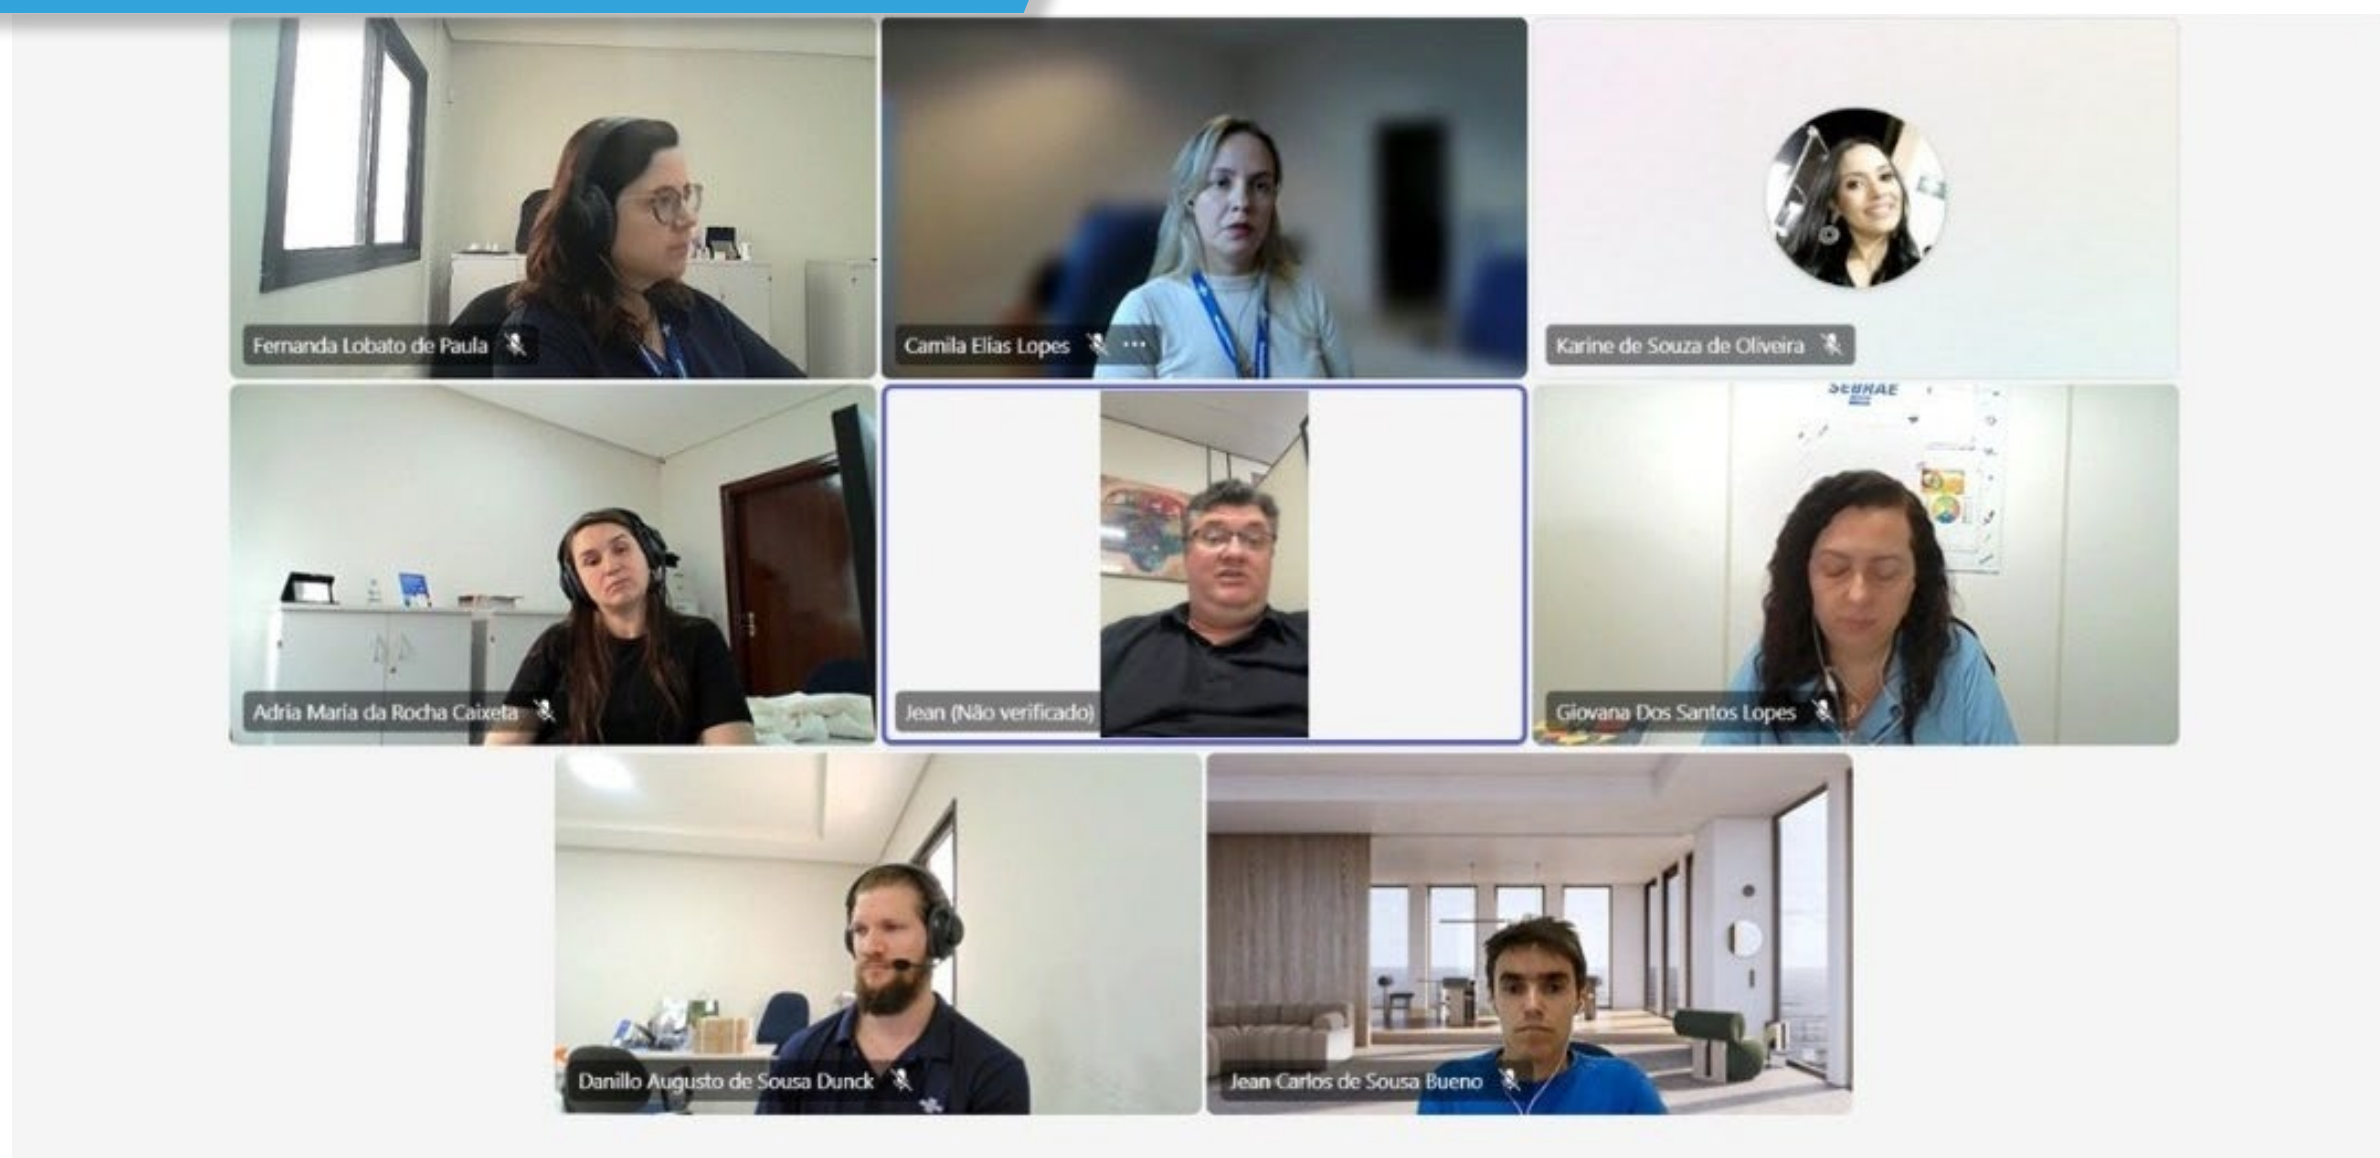 Fernanda Lobato de Paula
Camila Elias Lopes
Karine de Souza de Oliveira
SEBRAE
Adria Maria da Rocha Caixeta
Jean (Não verificado)
Giovana Dos Santos Lopes
Danillo Augusto de Sousa Dunck
Jean Carlos de Sousa Bueno